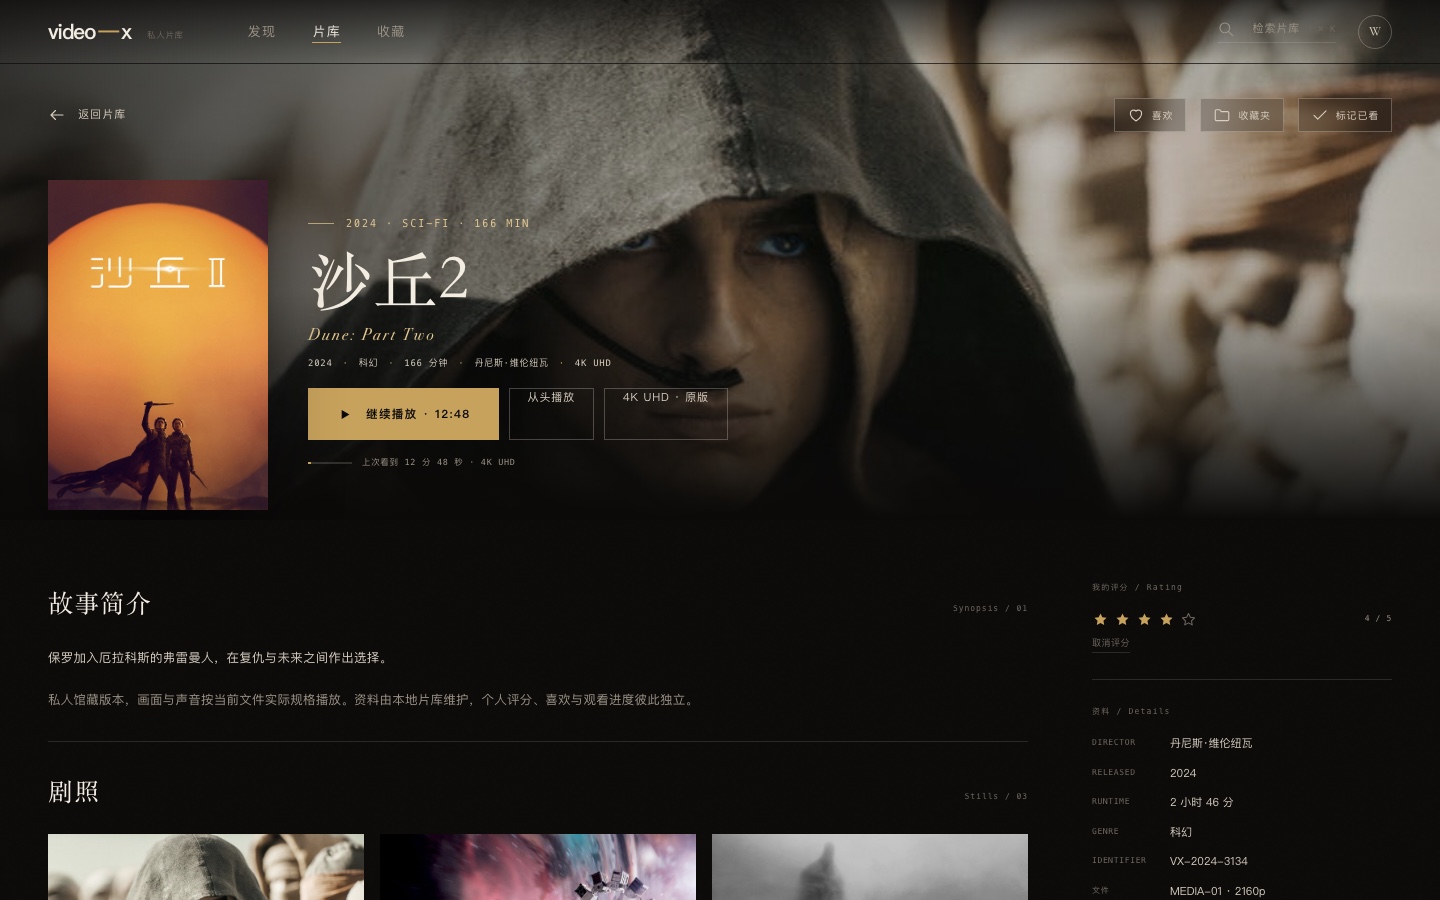 video—x 私人片库 发现 片库 收藏 检索片库 W
返回片库 喜欢 收藏夹 标记已看
沙丘 II
2024 · SCI-FI · 166 MIN
沙丘2
Dune: Part Two
2024 · 科幻 · 166 分钟 · 丹尼斯·维伦纽瓦 · 4K UHD
继续播放 · 12:48 从头播放 4K UHD · 原版
上次看到 12 分 48 秒 · 4K UHD
故事简介 Synopsis / 01
保罗加入厄拉科斯的弗雷曼人，在复仇与未来之间作出选择。
私人馆藏版本，画面与声音按当前文件实际规格播放。资料由本地片库维护，个人评分、喜欢与观看进度彼此独立。
剧照 Stills / 03
我的评分 / Rating
4 / 5
取消评分
资料 / Details
DIRECTOR 丹尼斯·维伦纽瓦
RELEASED 2024
RUNTIME 2 小时 46 分
GENRE 科幻
IDENTIFIER VX-2024-3134
文件 MEDIA-01 · 2160p